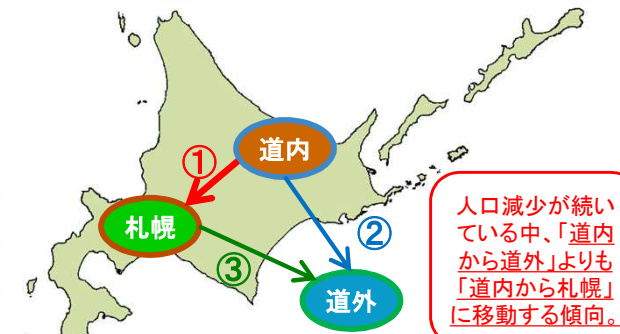 道内
①
札幌
②
③
道外
人口減少が続い
ている中、「道内
から道外」よりも
「道内から札幌」
に移動する傾向。